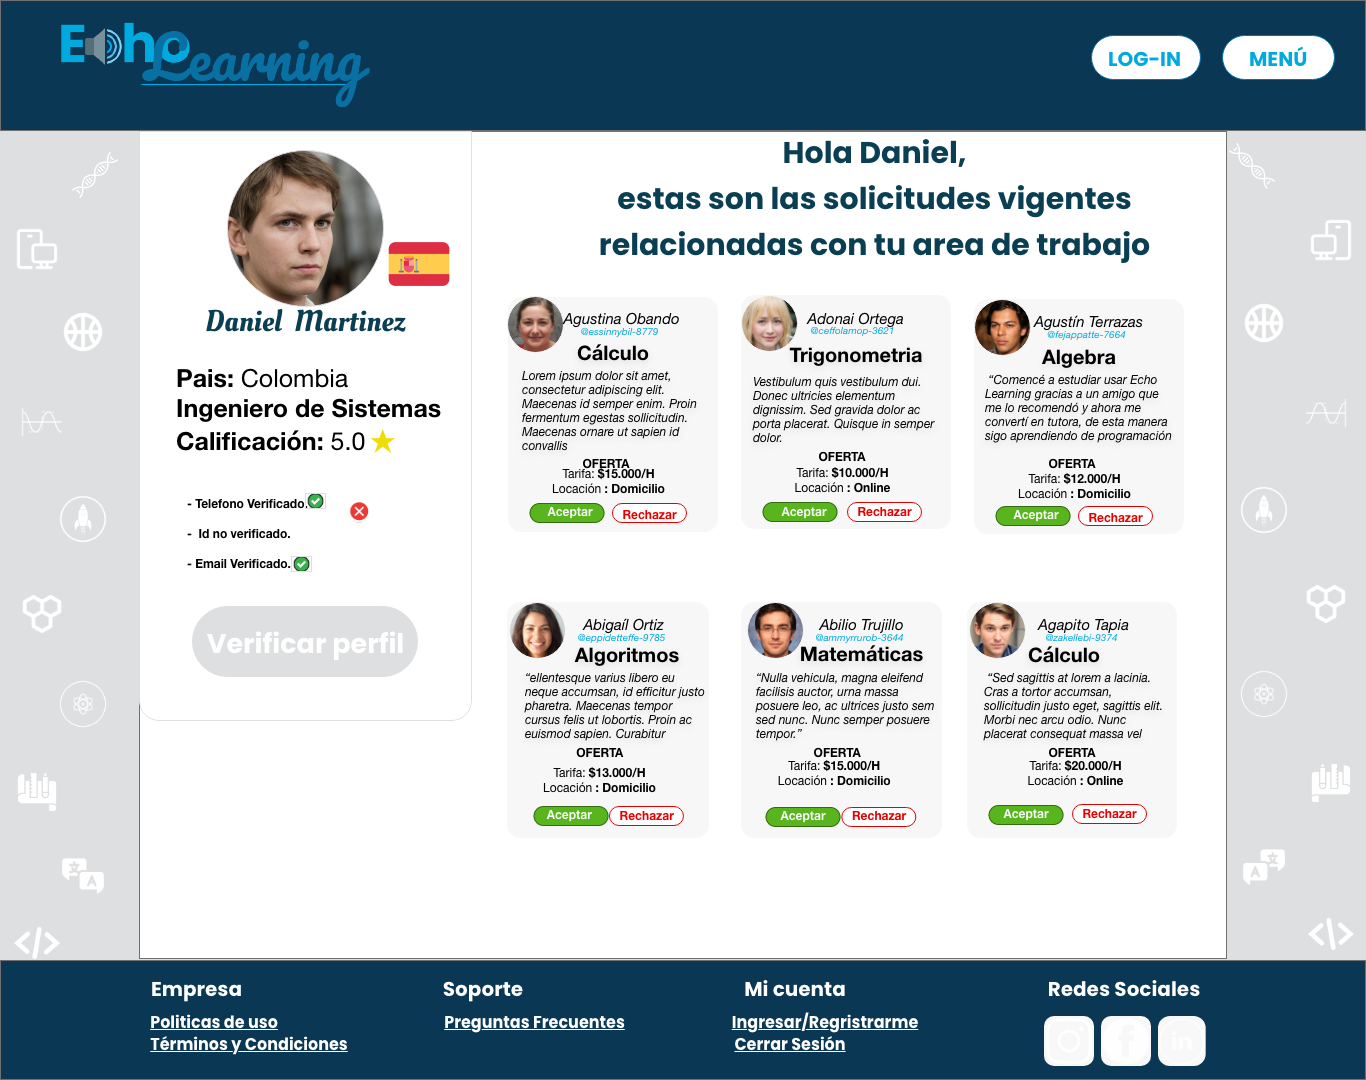 Echo
Learning
LOG-IN
MENÚ
Daniel Martinez
Pais: Colombia
Ingeniero de Sistemas
Calificación: 5.0
- Telefono Verificado.
- Id no verificado.
- Email Verificado.
Verificar perfil
Hola Daniel,
estas son las solicitudes vigentes
relacionadas con tu area de trabajo
Agustina Obando
@essinnybil-8779
Cálculo
Lorem ipsum dolor sit amet,
consectetur adipiscing elit.
Maecenas id semper enim. Proin
fermentum egestas sollicitudin.
Maecenas ornare ut sapien id
convallis
OFERTA
Tarifa: $15.000/H
Locación : Domicilio
Aceptar
Rechazar
Adonai Ortega
@ceffolamop-3621
Trigonometria
Vestibulum quis vestibulum dui.
Donec ultricies elementum
dignissim. Sed gravida dolor ac
porta placerat. Quisque in semper
dolor.
OFERTA
Tarifa: $10.000/H
Locación : Online
Aceptar
Rechazar
Agustín Terrazas
@fejappatte-7664
Algebra
“Comencé a estudiar usar Echo
Learning gracias a un amigo que
me lo recomendó y ahora me
convertí en tutora, de esta manera
sigo aprendiendo de programación
OFERTA
Tarifa: $12.000/H
Locación : Domicilio
Aceptar
Rechazar
Abigaíl Ortiz
@eppidetteffe-9785
Algoritmos
“ellentesque varius libero eu
neque accumsan, id efficitur justo
pharetra. Maecenas tempor
cursus felis ut lobortis. Proin ac
euismod sapien. Curabitur
OFERTA
Tarifa: $13.000/H
Locación : Domicilio
Aceptar
Rechazar
Abilio Trujillo
@ammyrrurob-3644
Matemáticas
“Nulla vehicula, magna eleifend
facilisis auctor, urna massa
posuere leo, ac ultrices justo sem
sed nunc. Nunc semper posuere
tempor.”
OFERTA
Tarifa: $15.000/H
Locación : Domicilio
Aceptar
Rechazar
Agapito Tapia
@zakellebi-9374
Cálculo
“Sed sagittis at lorem a lacinia.
Cras a tortor accumsan,
sollicitudin justo eget, sagittis elit.
Morbi nec arcu odio. Nunc
placerat consequat massa vel
OFERTA
Tarifa: $20.000/H
Locación : Online
Aceptar
Rechazar
Empresa
Politicas de uso
Términos y Condiciones
Soporte
Preguntas Frecuentes
Mi cuenta
Ingresar/Regristrarme
Cerrar Sesión
Redes Sociales